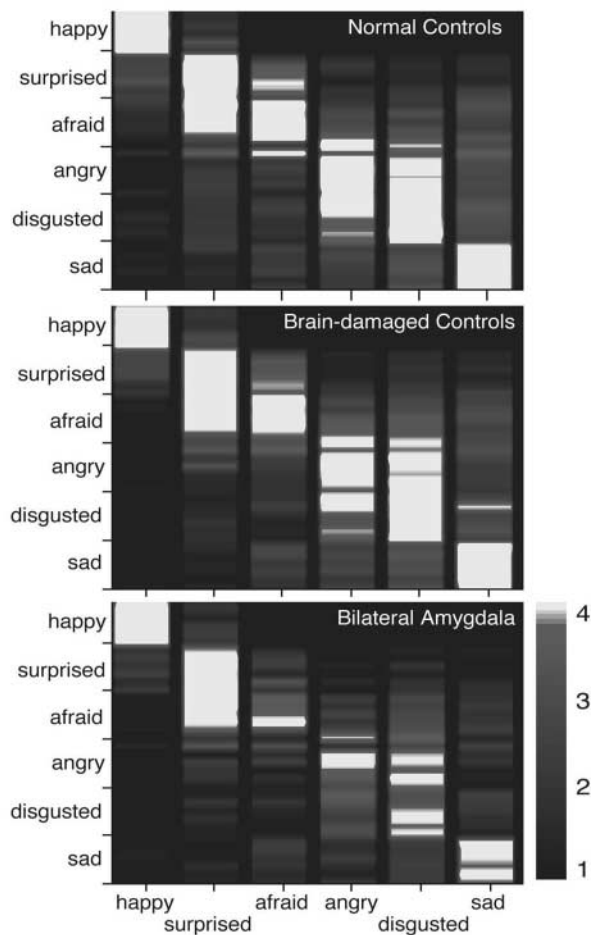 Normal Controls
happy
surprised
afraid
angry
disgusted
sad
Brain-damaged Controls
happy
surprised
afraid
angry
disgusted
sad
Bilateral Amygdala
happy
surprised
afraid
angry
disgusted
sad
4
3
2
1
happy afraid angry sad
surprised disgusted